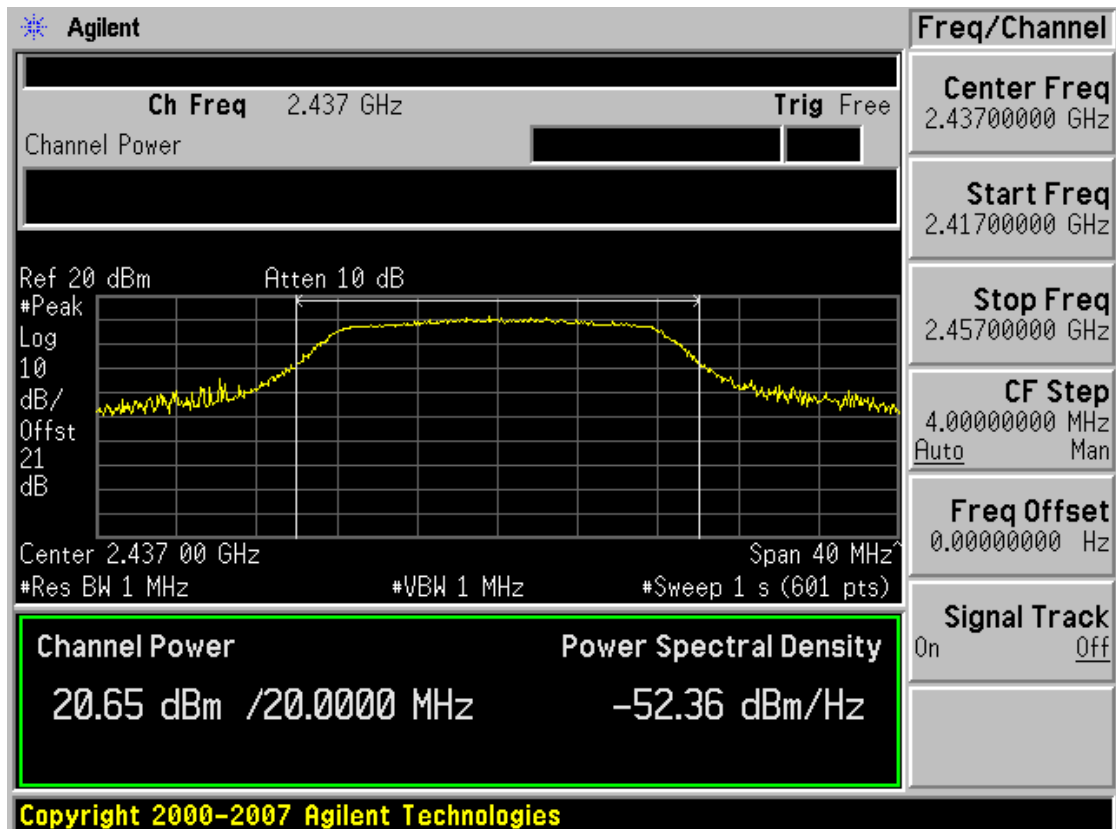 Agilent
Freq/Channel
Ch Freq 2.437 GHz Trig Free
Channel Power
Center Freq
2.43700000 GHz
Start Freq
2.41700000 GHz
Stop Freq
2.45700000 GHz
CF Step
4.00000000 MHz
Auto Man
Freq Offset
0.00000000 Hz
Signal Track
On Off
Ref 20 dBm Atten 10 dB
#Peak
Log
10
dB/
Offst
21
dB
Center 2.437 00 GHz Span 40 MHz^
#Res BW 1 MHz #VBW 1 MHz #Sweep 1 s (601 pts)
Channel Power Power Spectral Density
20.65 dBm /20.0000 MHz -52.36 dBm/Hz
Copyright 2000-2007 Agilent Technologies